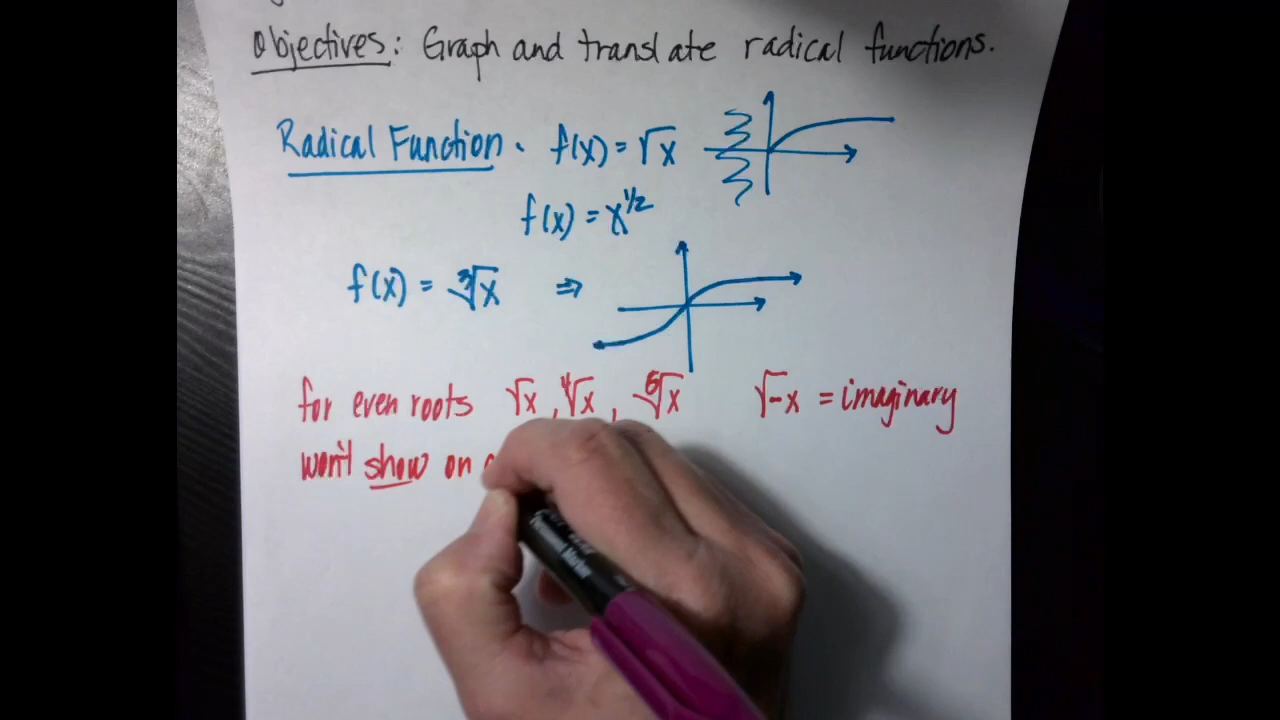 Objectives: Graph and translate radical functions.
Radical Function. f(x) = √x
f(x) = x^1/2
f(x) = ∛x ⇒
for even roots √x, ∜x, ⁶√x √-x = imaginary
won't show on